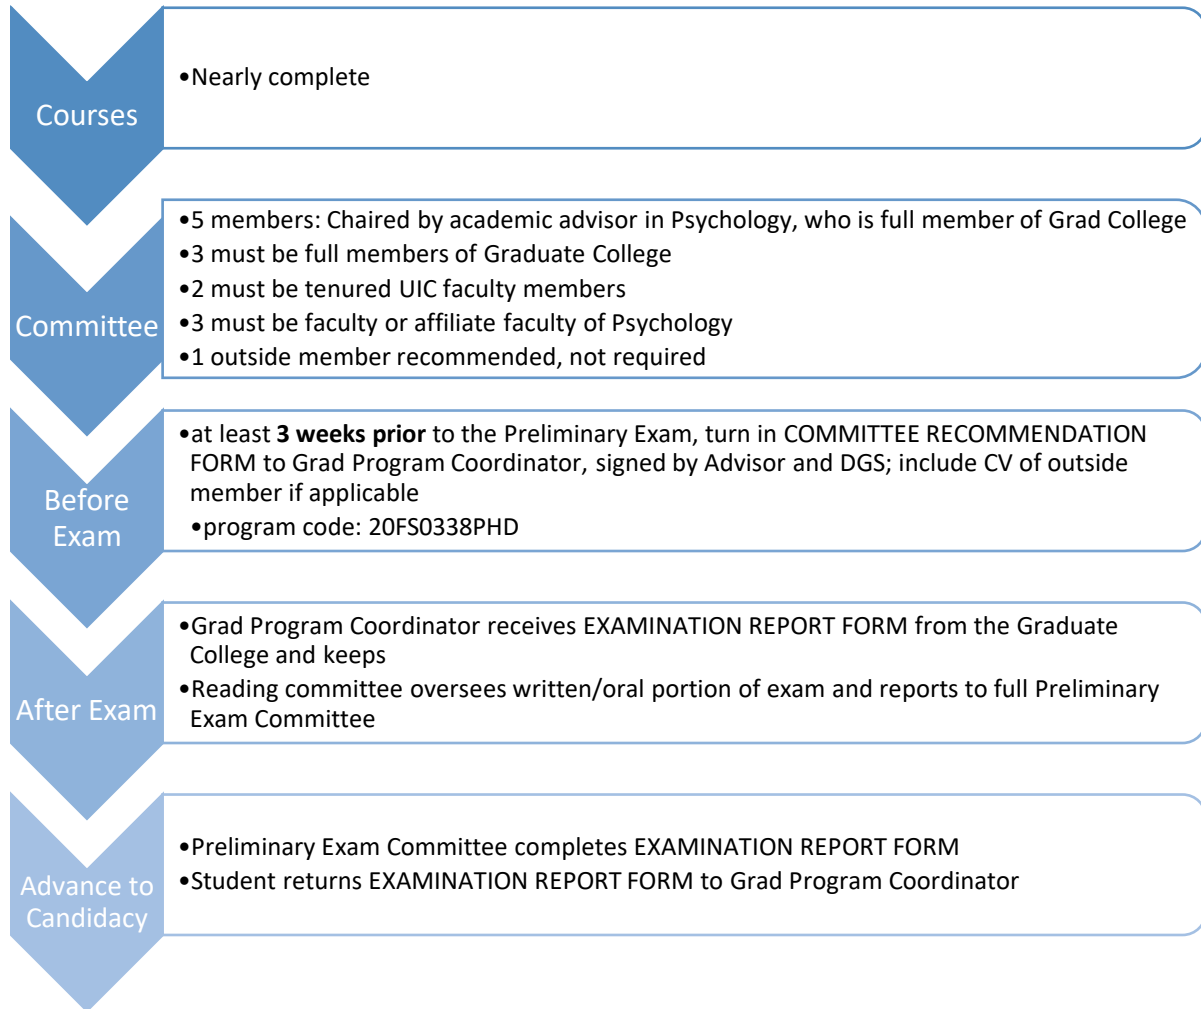 Courses
•Nearly complete
Committee
•5 members: Chaired by academic advisor in Psychology, who is full member of Grad College
•3 must be full members of Graduate College
•2 must be tenured UIC faculty members
•3 must be faculty or affiliate faculty of Psychology
•1 outside member recommended, not required
Before
Exam
•at least 3 weeks prior to the Preliminary Exam, turn in COMMITTEE RECOMMENDATION
FORM to Grad Program Coordinator, signed by Advisor and DGS; include CV of outside
member if applicable
•program code: 20FS0338PHD
After Exam
•Grad Program Coordinator receives EXAMINATION REPORT FORM from the Graduate
College and keeps
•Reading committee oversees written/oral portion of exam and reports to full Preliminary
Exam Committee
Advance to
Candidacy
•Preliminary Exam Committee completes EXAMINATION REPORT FORM
•Student returns EXAMINATION REPORT FORM to Grad Program Coordinator